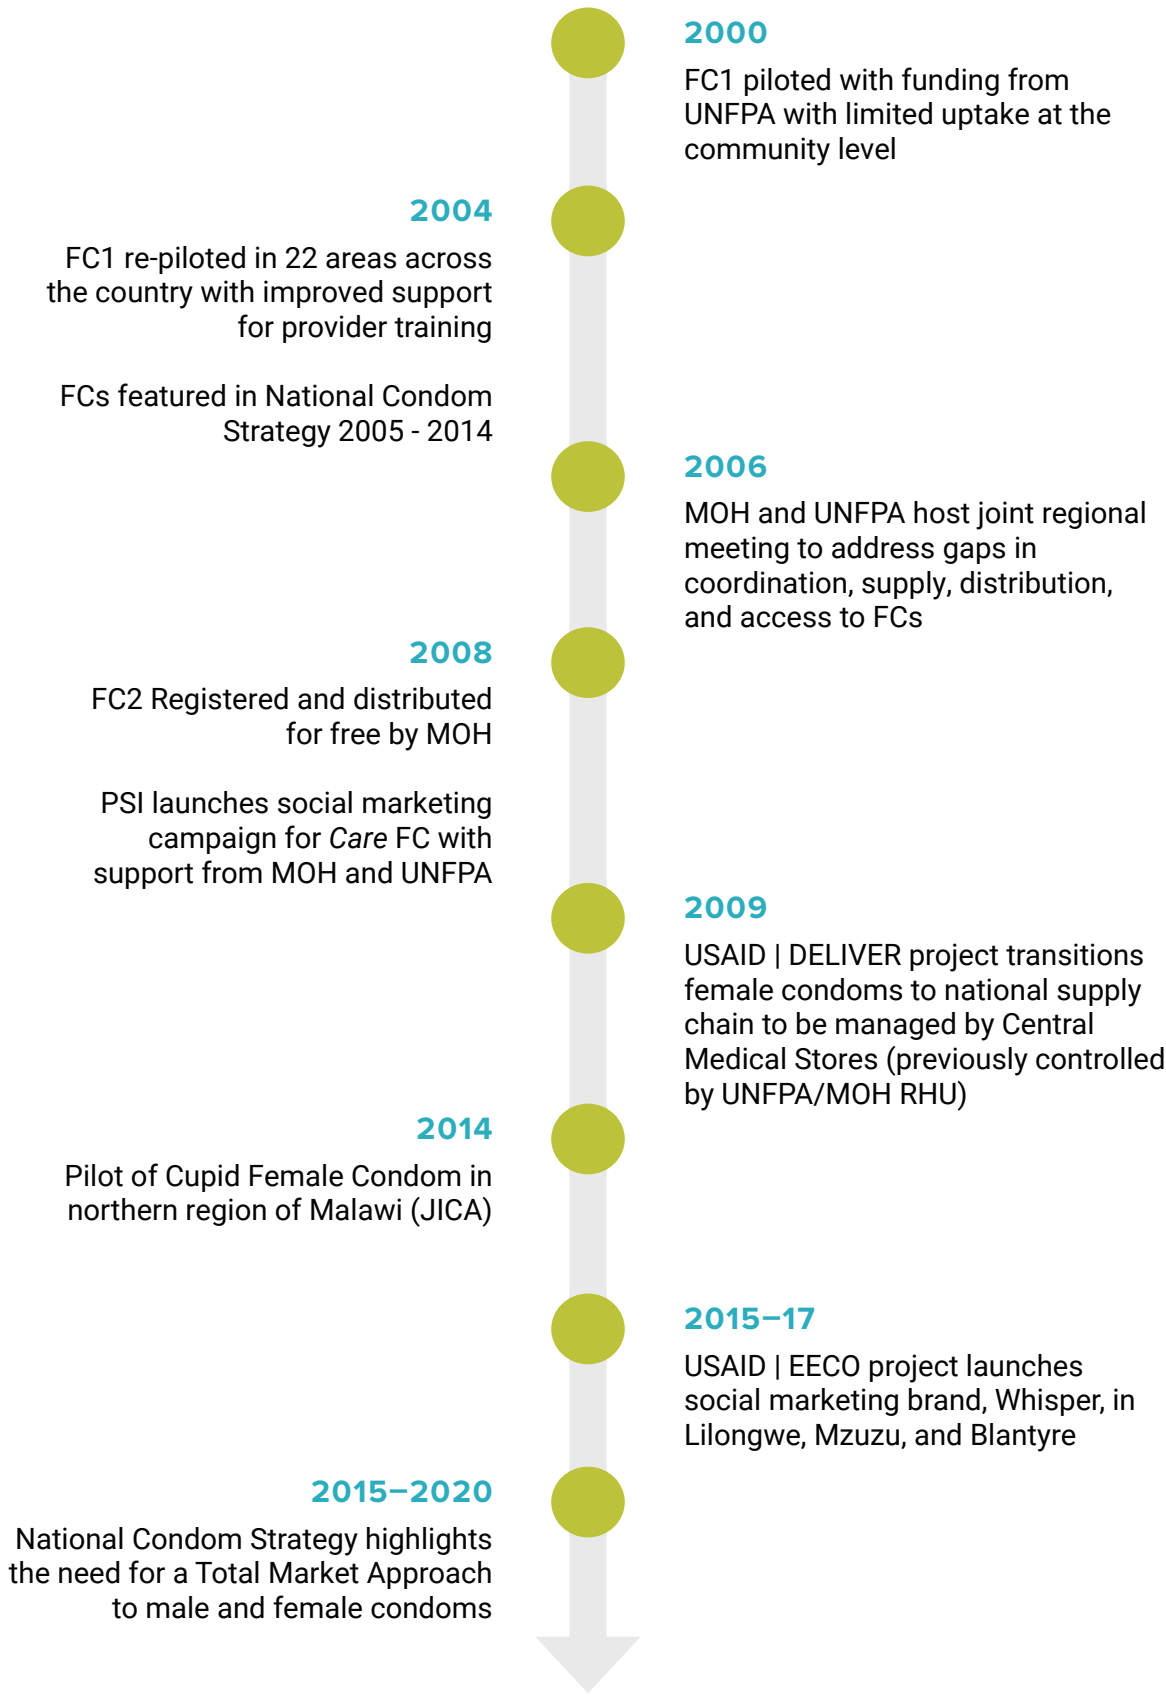 2000
FC1 piloted with funding from
UNFPA with limited uptake at the
community level
2004
FC1 re-piloted in 22 areas across
the country with improved support
for provider training
FCs featured in National Condom
Strategy 2005 - 2014
2006
MOH and UNFPA host joint regional
meeting to address gaps in
coordination, supply, distribution,
and access to FCs
2008
FC2 Registered and distributed
for free by MOH
PSI launches social marketing
campaign for Care FC with
support from MOH and UNFPA
2009
USAID | DELIVER project transitions
female condoms to national supply
chain to be managed by Central
Medical Stores (previously controlled
by UNFPA/MOH RHU)
2014
Pilot of Cupid Female Condom in
northern region of Malawi (JICA)
2015–17
USAID | EECO project launches
social marketing brand, Whisper, in
Lilongwe, Mzuzu, and Blantyre
2015–2020
National Condom Strategy highlights
the need for a Total Market Approach
to male and female condoms